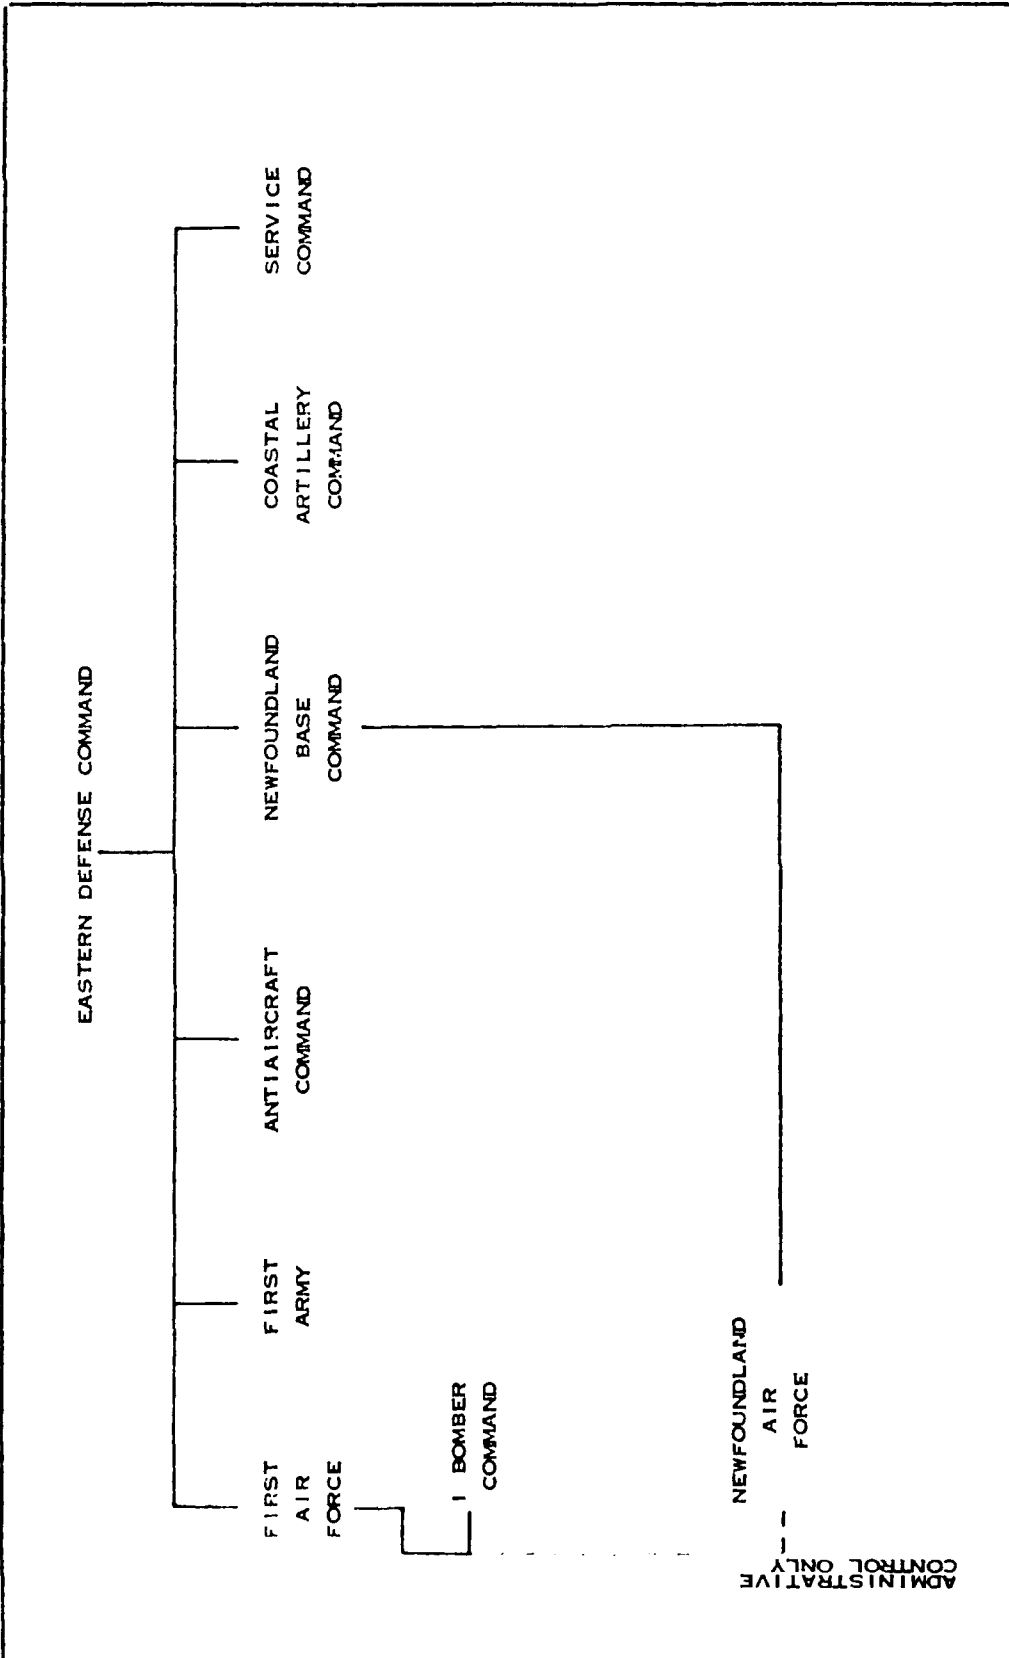 EASTERN DEFENSE COMMAND
FIRST
AIR
FORCE
FIRST
ARMY
ANTIAIRCRAFT
COMMAND
NEWFOUNDLAND
BASE
COMMAND
COASTAL
ARTILLERY
COMMAND
SERVICE
COMMAND
I BOMBER
COMMAND
NEWFOUNDLAND
AIR
FORCE
ADMINISTRATIVE
CONTROL ONLY